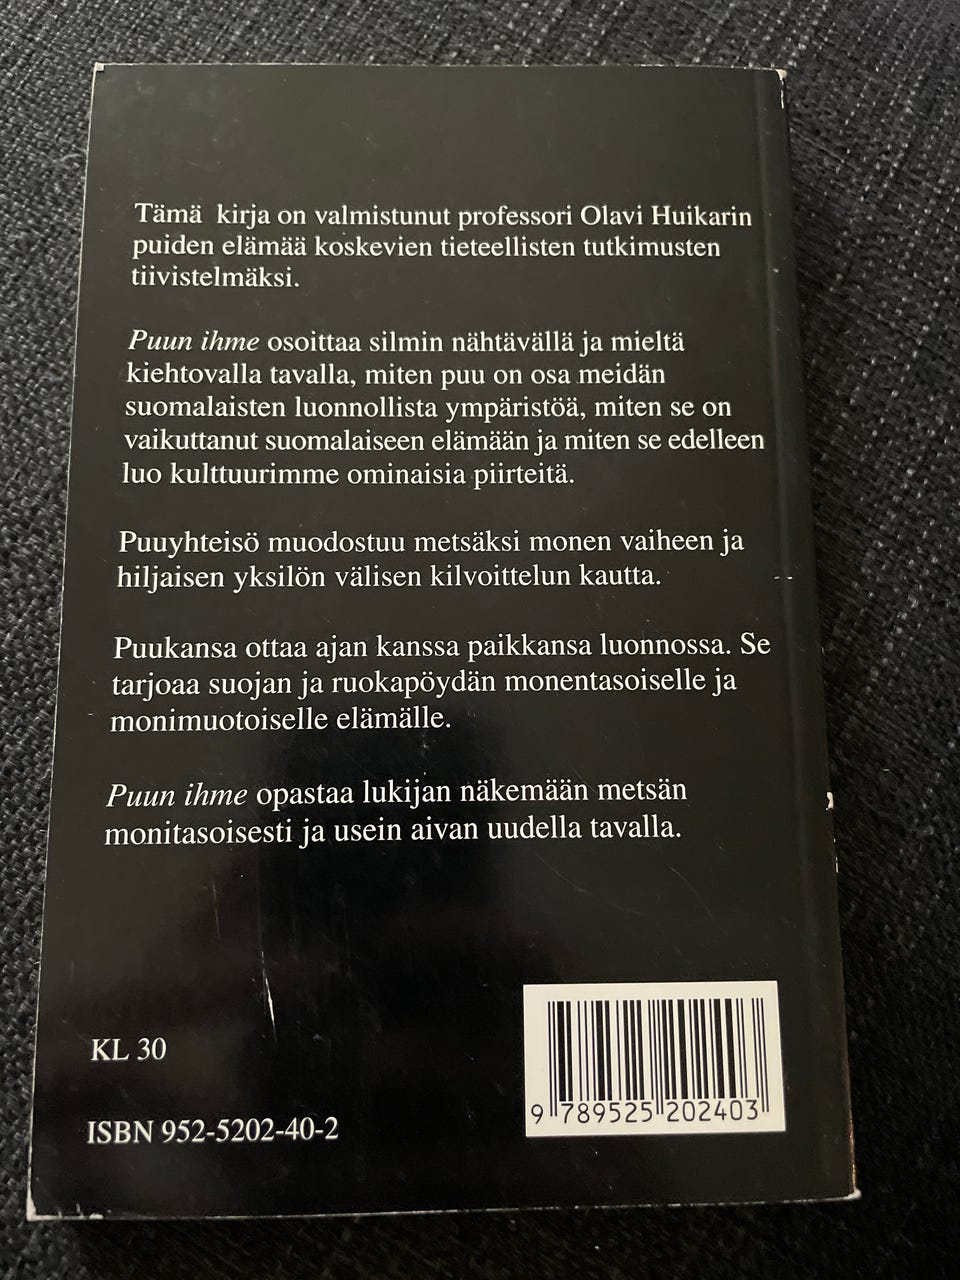 Tämä kirja on valmistunut professori Olavi Huikarin
puiden elämää koskevien tieteellisten tutkimusten
tiivistelmäksi.
Puun ihme osoittaa silmin nähtävällä ja mieltä
kiehtovalla tavalla, miten puu on osa meidän
suomalaisten luonnollista ympäristöä, miten se on
vaikuttanut suomalaiseen elämään ja miten se edelleen
luo kulttuurimme ominaisia piirteitä.
Puuyhteisö muodostuu metsäksi monen vaiheen ja
hiljaisen yksilön välisen kilvoittelun kautta.
Puukansa ottaa ajan kanssa paikkansa luonnossa. Se
tarjoaa suojan ja ruokapöydän monentasoiselle ja
monimuotoiselle elämälle.
Puun ihme opastaa lukijan näkemään metsän
monitasoisesti ja usein aivan uudella tavalla.
KL 30
ISBN 952-5202-40-2
9 789525 202403